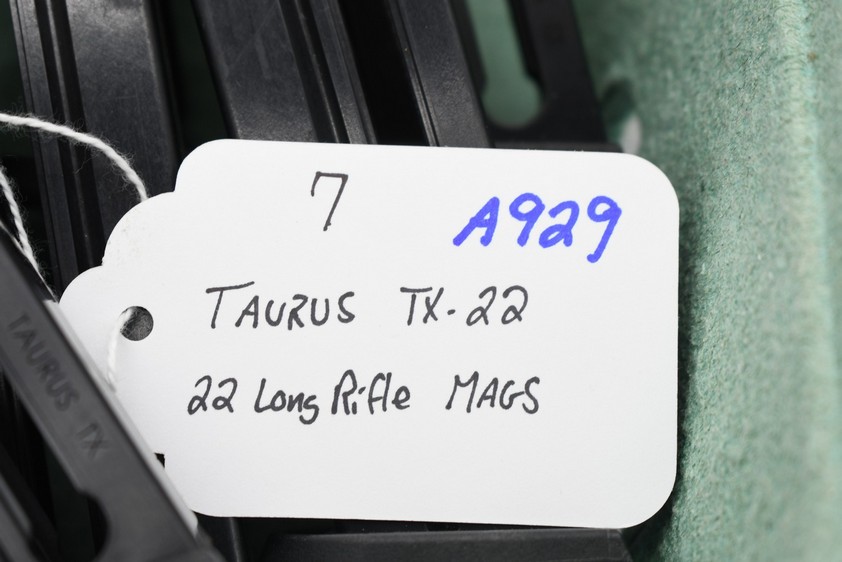 7
A929
TAURUS TX-22
22 Long Rifle MAGS
TAURUS TX